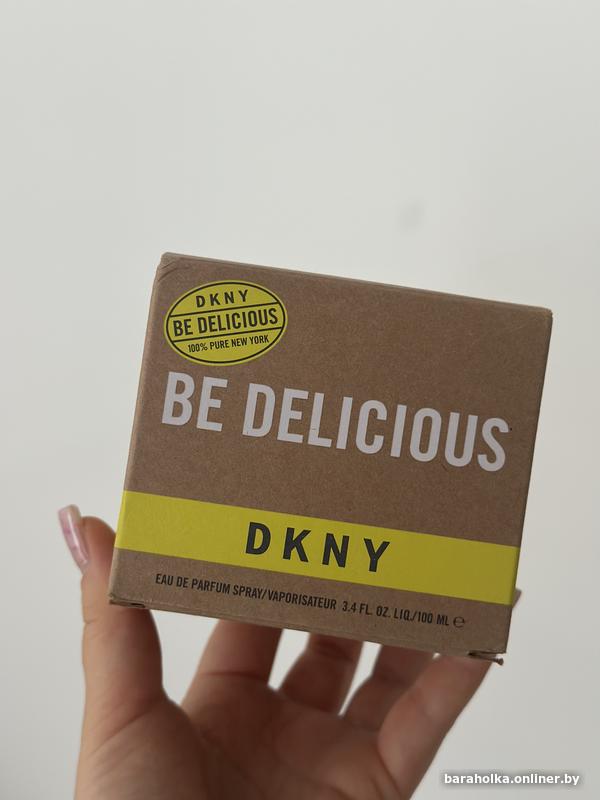 DKNY
BE DELICIOUS
100% PURE NEW YORK
BE DELICIOUS
DKNY
EAU DE PARFUM SPRAY/VAPORISATEUR 3.4 FL. OZ. LIQ./100 ML ℮
baraholka.onliner.by